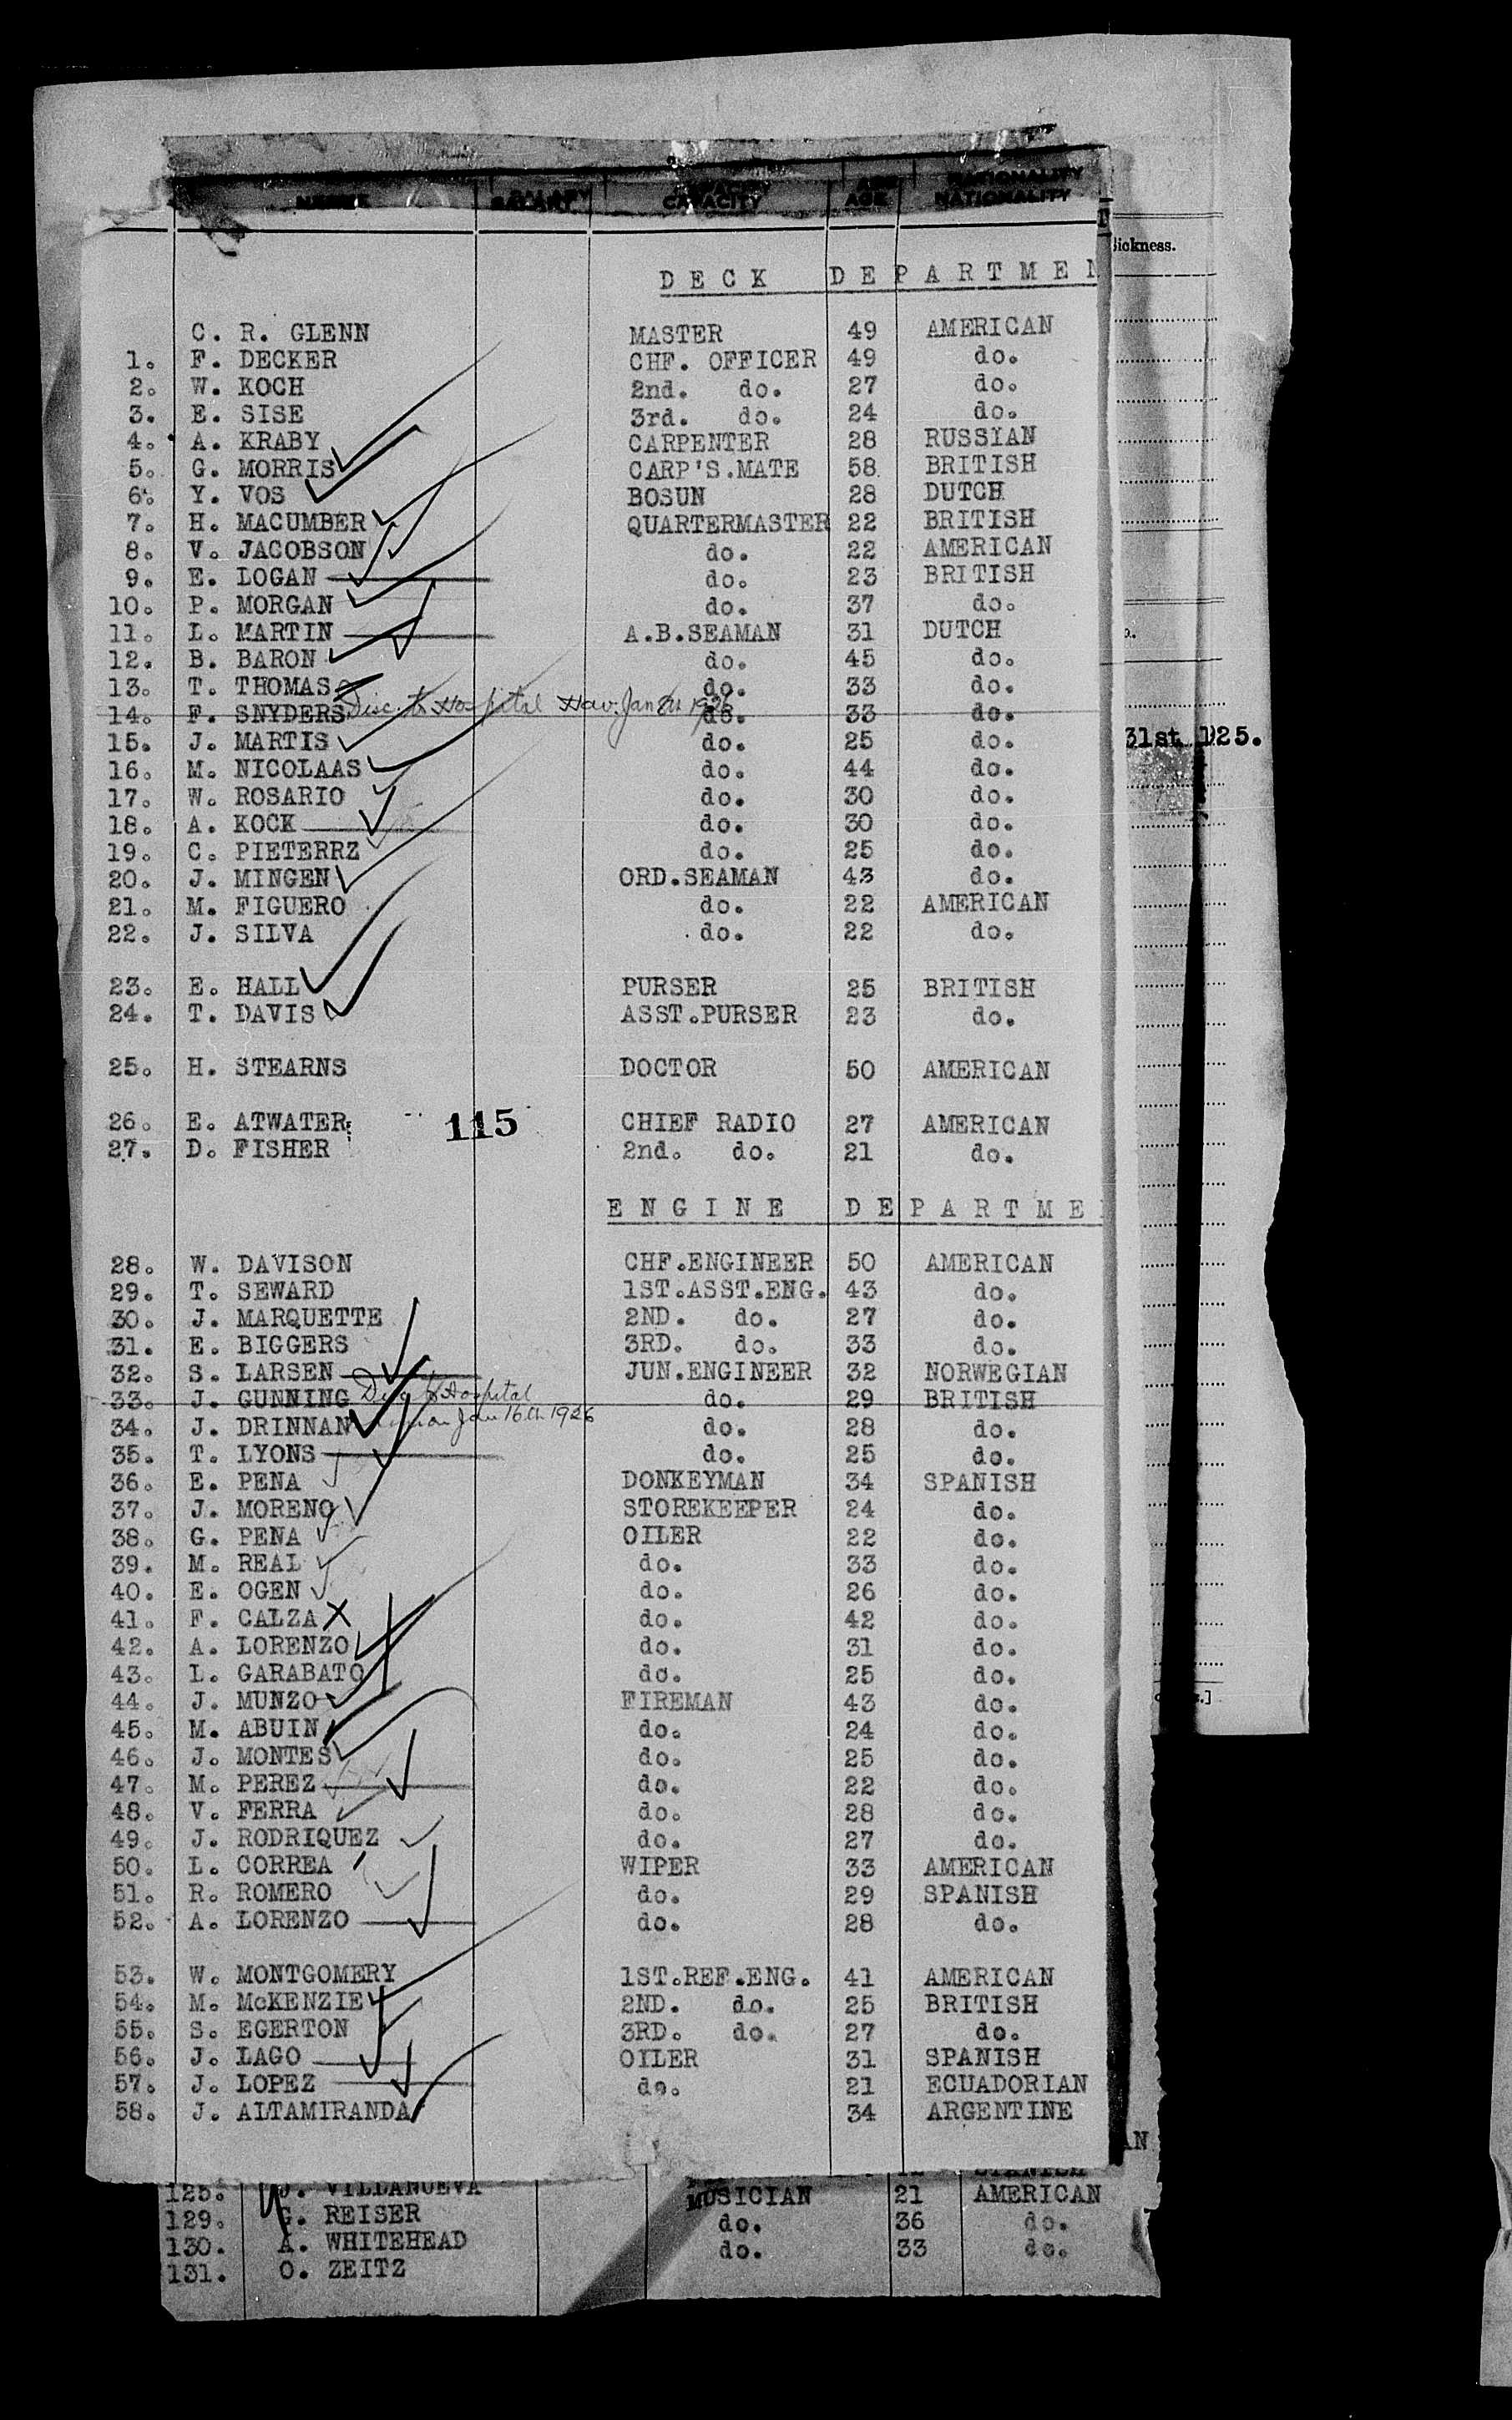 NAME SALARY CAPACITY AGE NATIONALITY
Sickness.
DECK DEPARTMEN
C. R. GLENN MASTER 49 AMERICAN
1. F. DECKER CHF. OFFICER 49 do.
2. W. KOCH 2nd. do. 27 do.
3. E. SISE 3rd. do. 24 do.
4. A. KRABY CARPENTER 28 RUSSIAN
5. G. MORRIS CARP'S.MATE 58 BRITISH
6. Y. VOS BOSUN 28 DUTCH
7. H. MACUMBER QUARTERMASTER 22 BRITISH
8. V. JACOBSON do. 22 AMERICAN
9. E. LOGAN do. 23 BRITISH
10. P. MORGAN do. 37 do.
11. L. MARTIN A.B.SEAMAN 31 DUTCH
12. B. BARON do. 45 do.
13. T. THOMAS do. 33 do.
14. F. SNYDERS Disc. to Hospital Hav. Jan 1926 do. 33 do.
15. J. MARTIS do. 25 do.
31st 1925.
16. M. NICOLAAS do. 44 do.
17. W. ROSARIO do. 30 do.
18. A. KOCK do. 30 do.
19. C. PIETERRZ do. 25 do.
20. J. MINGEN ORD.SEAMAN 43 do.
21. M. FIGUERO do. 22 AMERICAN
22. J. SILVA do. 22 do.
23. E. HALL PURSER 25 BRITISH
24. T. DAVIS ASST.PURSER 23 do.
25. H. STEARNS DOCTOR 50 AMERICAN
26. E. ATWATER 115 CHIEF RADIO 27 AMERICAN
27. D. FISHER 2nd. do. 21 do.
ENGINE DEPARTME
28. W. DAVISON CHF.ENGINEER 50 AMERICAN
29. T. SEWARD 1ST.ASST.ENG. 43 do.
30. J. MARQUETTE 2ND. do. 27 do.
31. E. BIGGERS 3RD. do. 33 do.
32. S. LARSEN JUN.ENGINEER 32 NORWEGIAN
33. J. GUNNING Disc to Hospital do. 29 BRITISH
Jan 16th 1926
34. J. DRINNAN do. 28 do.
35. T. LYONS do. 25 do.
36. E. PENA DONKEYMAN 34 SPANISH
37. J. MORENO STOREKEEPER 24 do.
38. G. PENA OILER 22 do.
39. M. REAL do. 33 do.
40. E. OGEN do. 26 do.
41. F. CALZA X do. 42 do.
42. A. LORENZO do. 31 do.
43. L. GARABATO do. 25 do.
44. J. MUNZO FIREMAN 43 do.
45. M. ABUIN do. 24 do.
46. J. MONTES do. 25 do.
47. M. PEREZ do. 22 do.
48. V. FERRA do. 28 do.
49. J. RODRIQUEZ do. 27 do.
50. L. CORREA WIPER 33 AMERICAN
51. R. ROMERO do. 29 SPANISH
52. A. LORENZO do. 28 do.
53. W. MONTGOMERY 1ST.REF.ENG. 41 AMERICAN
54. M. McKENZIE 2ND. do. 25 BRITISH
55. S. EGERTON 3RD. do. 27 do.
56. J. LAGO OILER 31 SPANISH
57. J. LOPEZ do. 21 ECUADORIAN
58. J. ALTAMIRANDA 34 ARGENTINE
J. VILLANUEVA MUSICIAN 21 AMERICAN
129. G. REISER do. 36 do.
130. A. WHITEHEAD do. 33 do.
131. O. ZEITZ